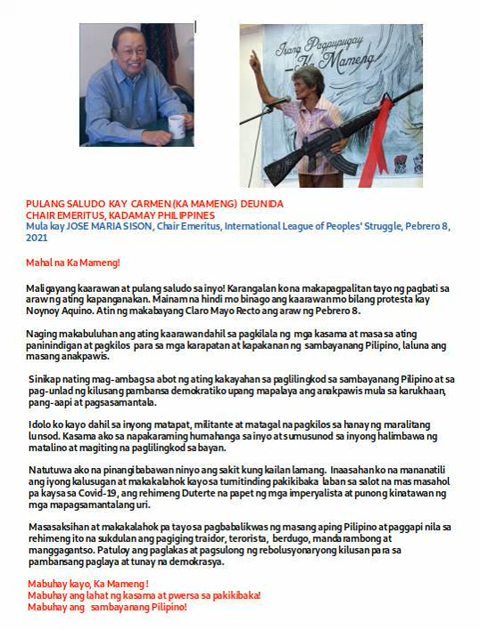 Isang Pagpupugay
Ka Mameng
PULANG SALUDO KAY CARMEN (KA MAMENG) DEUNIDA
CHAIR EMERITUS, KADAMAY PHILIPPINES
Mula kay JOSE MARIA SISON, Chair Emeritus, International League of Peoples' Struggle, Pebrero 8,
2021
Mahal na Ka Mameng!
Maligayang kaarawan at pulang saludo sa inyo! Karangalan ko na makapagpalitan tayo ng pagbati sa
araw ng ating kapanganakan. Mainam na hindi mo binago ang kaarawan mo bilang protesta kay
Noynoy Aquino. Atin ng makabayang Claro Mayo Recto ang araw ng Pebrero 8.
Naging makabuluhan ang ating kaarawan dahil sa pagkilala ng mga kasama at masa sa ating
paninindigan at pagkilos para sa mga karapatan at kapakanan ng sambayanang Pilipino, laluna ang
masang anakpawis.
Sinikap nating mag-ambag sa abot ng ating kakayahan sa paglilingkod sa sambayanang Pilipino at sa
pag-unlad ng kilusang pambansa demokratiko upang mapalaya ang anakpawis mula sa karukhaan,
pang-aapi at pagsasamantala.
Idolo ko kayo dahil sa inyong matapat, militante at matagal na pagkilos sa hanay ng maralitang
lunsod. Kasama ako sa napakaraming humahanga sa inyo at sumusunod sa inyong halimbawa ng
matalino at magiting na paglilingkod sa bayan.
Natutuwa ako na pinangibabawan ninyo ang sakit kung kailan lamang. Inaasahan ko na mananatili
ang iyong kalusugan at makakalahok kayo sa tumitinding pakikibaka laban sa salot na mas masahol
pa kaysa sa Covid-19, ang rehimeng Duterte na papet ng mga imperyalista at punong kinatawan ng
mga mapagsamantalang uri.
Masasaksihan at makakalahok pa tayo sa pagbabalikwas ng masang aping Pilipino at paggapi nila sa
rehimeng ito na sukdulan ang pagiging traidor, terorista, berdugo, mandarambong at
manggagantso. Patuloy ang paglakas at pagsulong ng rebolusyonaryong kilusan para sa
pambansang paglaya at tunay na demokrasya.
Mabuhay kayo, Ka Mameng!
Mabuhay ang lahat ng kasama at pwersa sa pakikibaka!
Mabuhay ang sambayanang Pilipino!